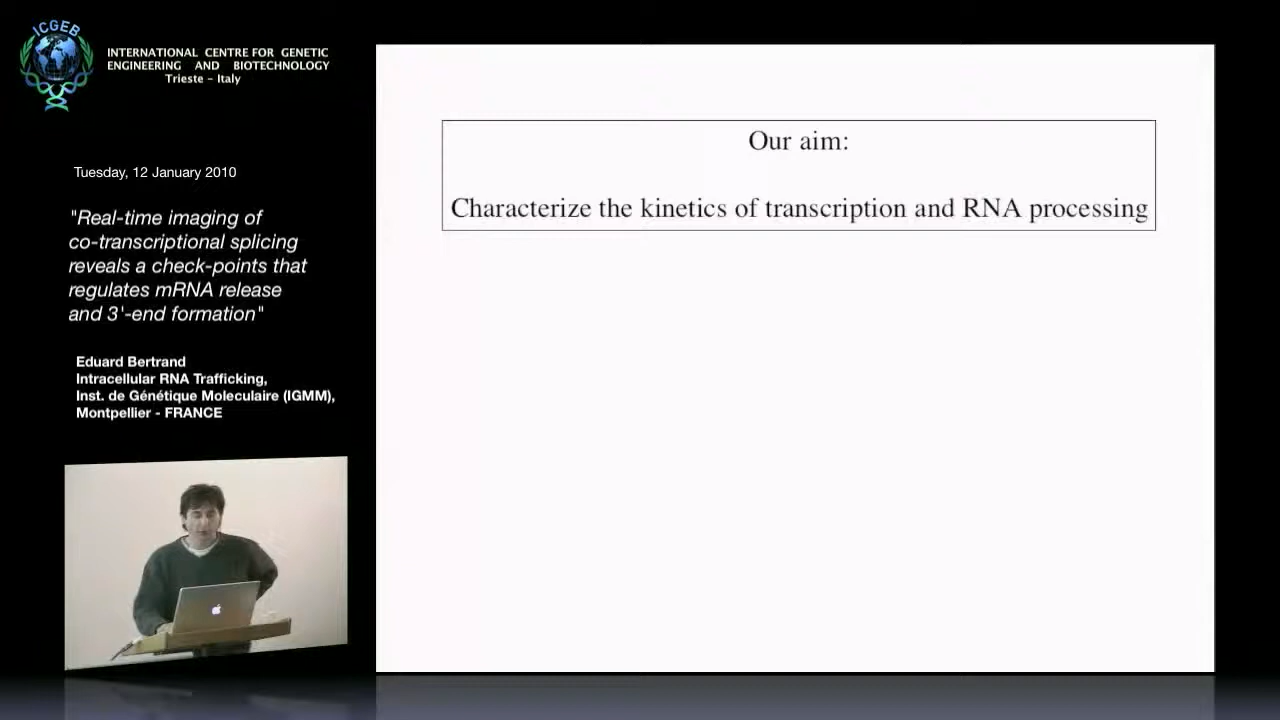 ICGEB
INTERNATIONAL CENTRE FOR GENETIC
ENGINEERING AND BIOTECHNOLOGY
Trieste - Italy
Tuesday, 12 January 2010
"Real-time imaging of
co-transcriptional splicing
reveals a check-points that
regulates mRNA release
and 3'-end formation"
Eduard Bertrand
Intracellular RNA Trafficking,
Inst. de Génétique Moleculaire (IGMM),
Montpellier - FRANCE
Our aim:
Characterize the kinetics of transcription and RNA processing